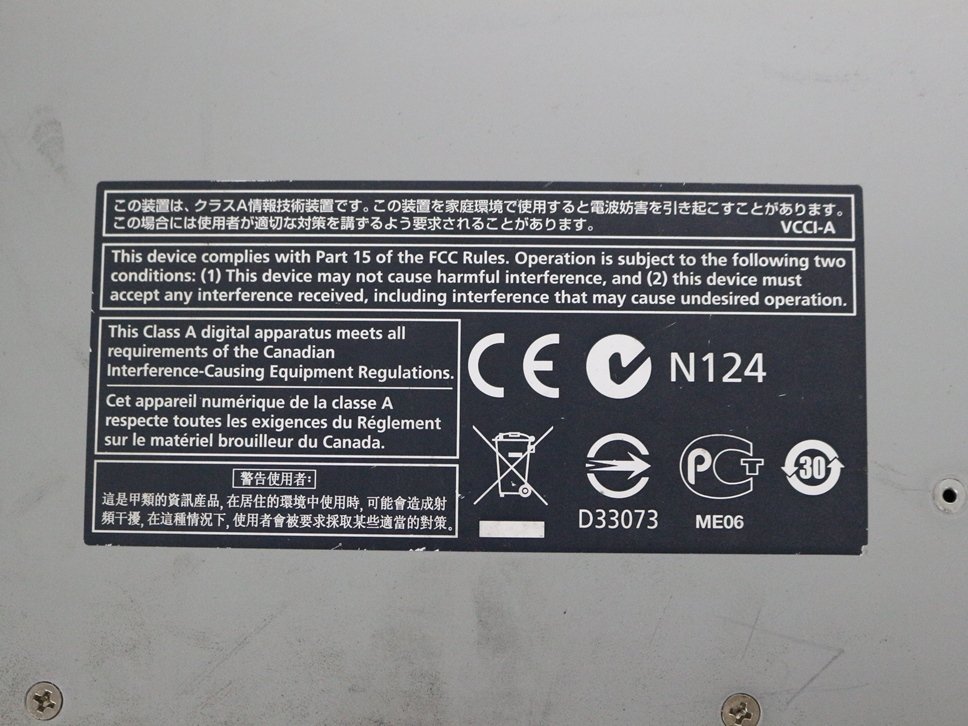 この装置は、クラスA情報技術装置です。この装置を家庭環境で使用すると電波妨害を引き起こすことがあります。
この場合には使用者が適切な対策を講ずるよう要求されることがあります。 VCCI-A
This device complies with Part 15 of the FCC Rules. Operation is subject to the following two
conditions: (1) This device may not cause harmful interference, and (2) this device must
accept any interference received, including interference that may cause undesired operation.
This Class A digital apparatus meets all
requirements of the Canadian
Interference-Causing Equipment Regulations.
Cet appareil numérique de la classe A
respecte toutes les exigences du Réglement
sur le matériel brouilleur du Canada.
警告使用者:
這是甲類的資訊産品, 在居住的環境中使用時, 可能會造成射
頻干擾, 在這種情況下, 使用者會被要求採取某些適當的對策。
CE N124
D33073
PCT
ME06
30